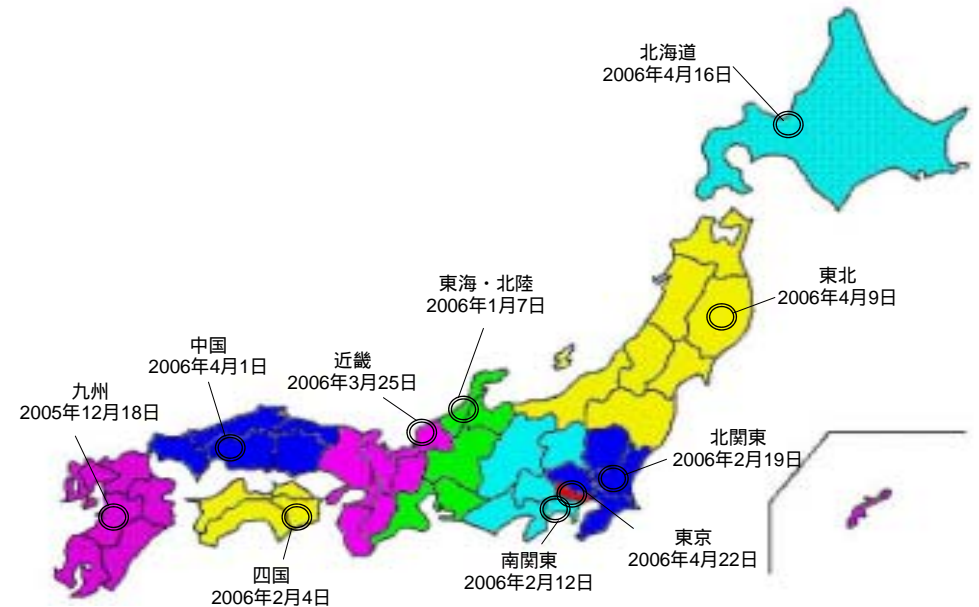 北海道
2006年4月16日
東北
2006年4月9日
東海・北陸
2006年1月7日
中国
2006年4月1日
近畿
2006年3月25日
九州
2005年12月18日
北関東
2006年2月19日
東京
2006年4月22日
南関東
2006年2月12日
四国
2006年2月4日